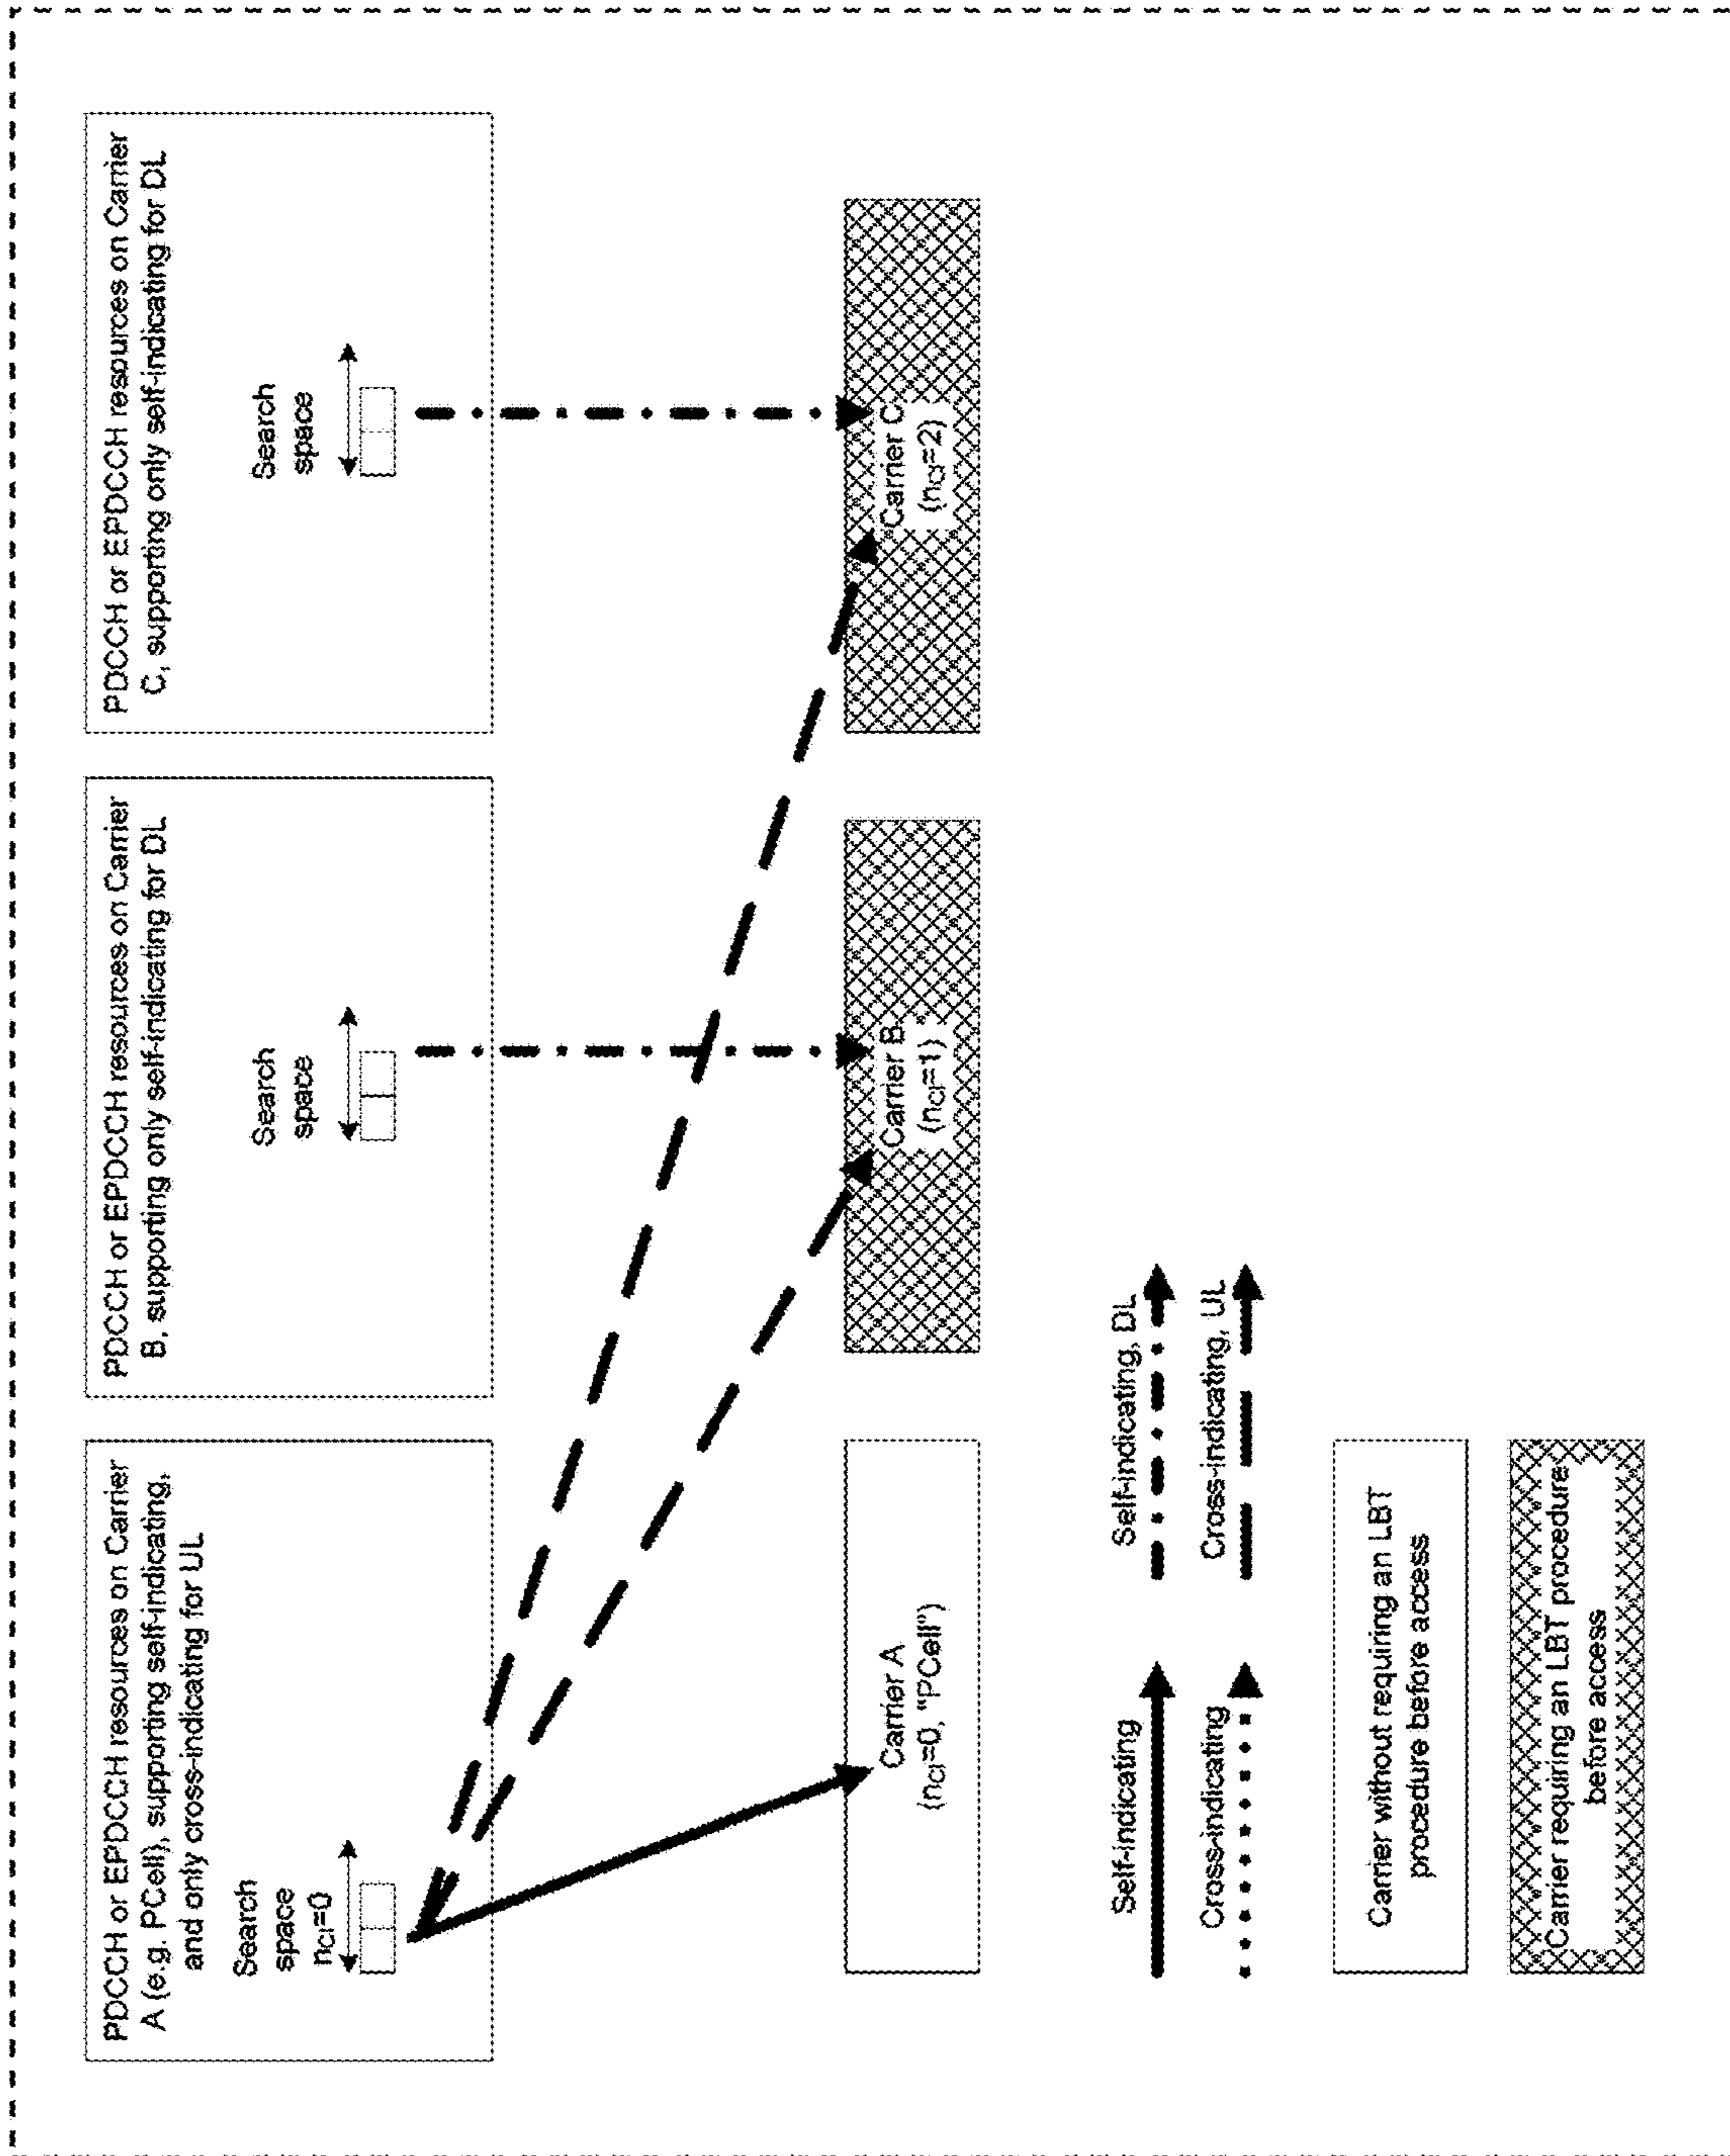 PDCCH or EPDCCH resources on Carrier
A (e.g. PCell), supporting self-indicating,
and only cross-indicating for UL
Search
space
nCI=0
PDCCH or EPDCCH resources on Carrier
B, supporting only self-indicating for DL
Search
space
PDCCH or EPDCCH resources on Carrier
C, supporting only self-indicating for DL
Search
space
Carrier A
(nCI=0, "PCell")
Carrier B
(nCI=1)
Carrier C
(nCI=2)
Self-indicating
Self-indicating, DL
Cross-indicating
Cross-indicating, UL
Carrier without requiring an LBT
procedure before access
Carrier requiring an LBT procedure
before access